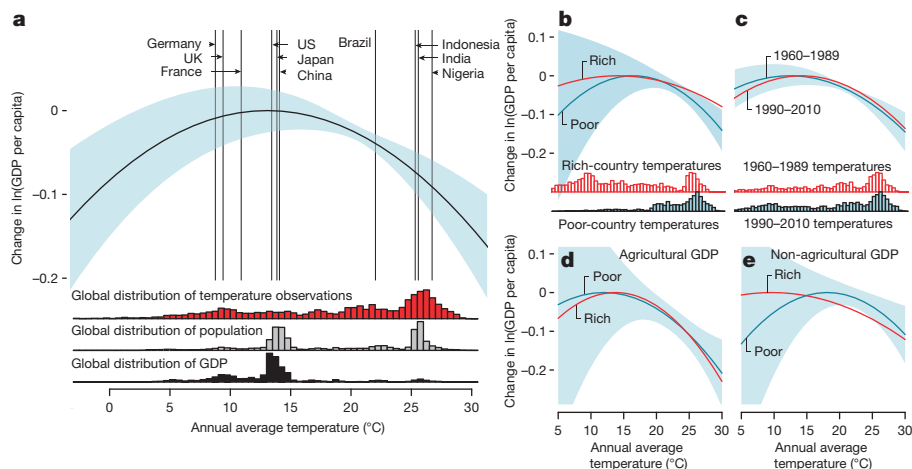 a
Germany
UK
France
US
Japan
China
Brazil
Indonesia
India
Nigeria
Change in ln(GDP per capita)
0
−0.1
−0.2
Global distribution of temperature observations
Global distribution of population
Global distribution of GDP
0 5 10 15 20 25 30
Annual average temperature (°C)
b
Change in ln(GDP per capita)
0.1
0
−0.1
−0.2
Rich
Poor
Rich-country temperatures
Poor-country temperatures
c
1960–1989
1990–2010
1960–1989 temperatures
1990–2010 temperatures
d
Agricultural GDP
Change in ln(GDP per capita)
0.1
0
−0.1
−0.2
Poor
Rich
5 10 15 20 25 30
Annual average
temperature (°C)
e
Non-agricultural GDP
Rich
Poor
5 10 15 20 25 30
Annual average
temperature (°C)